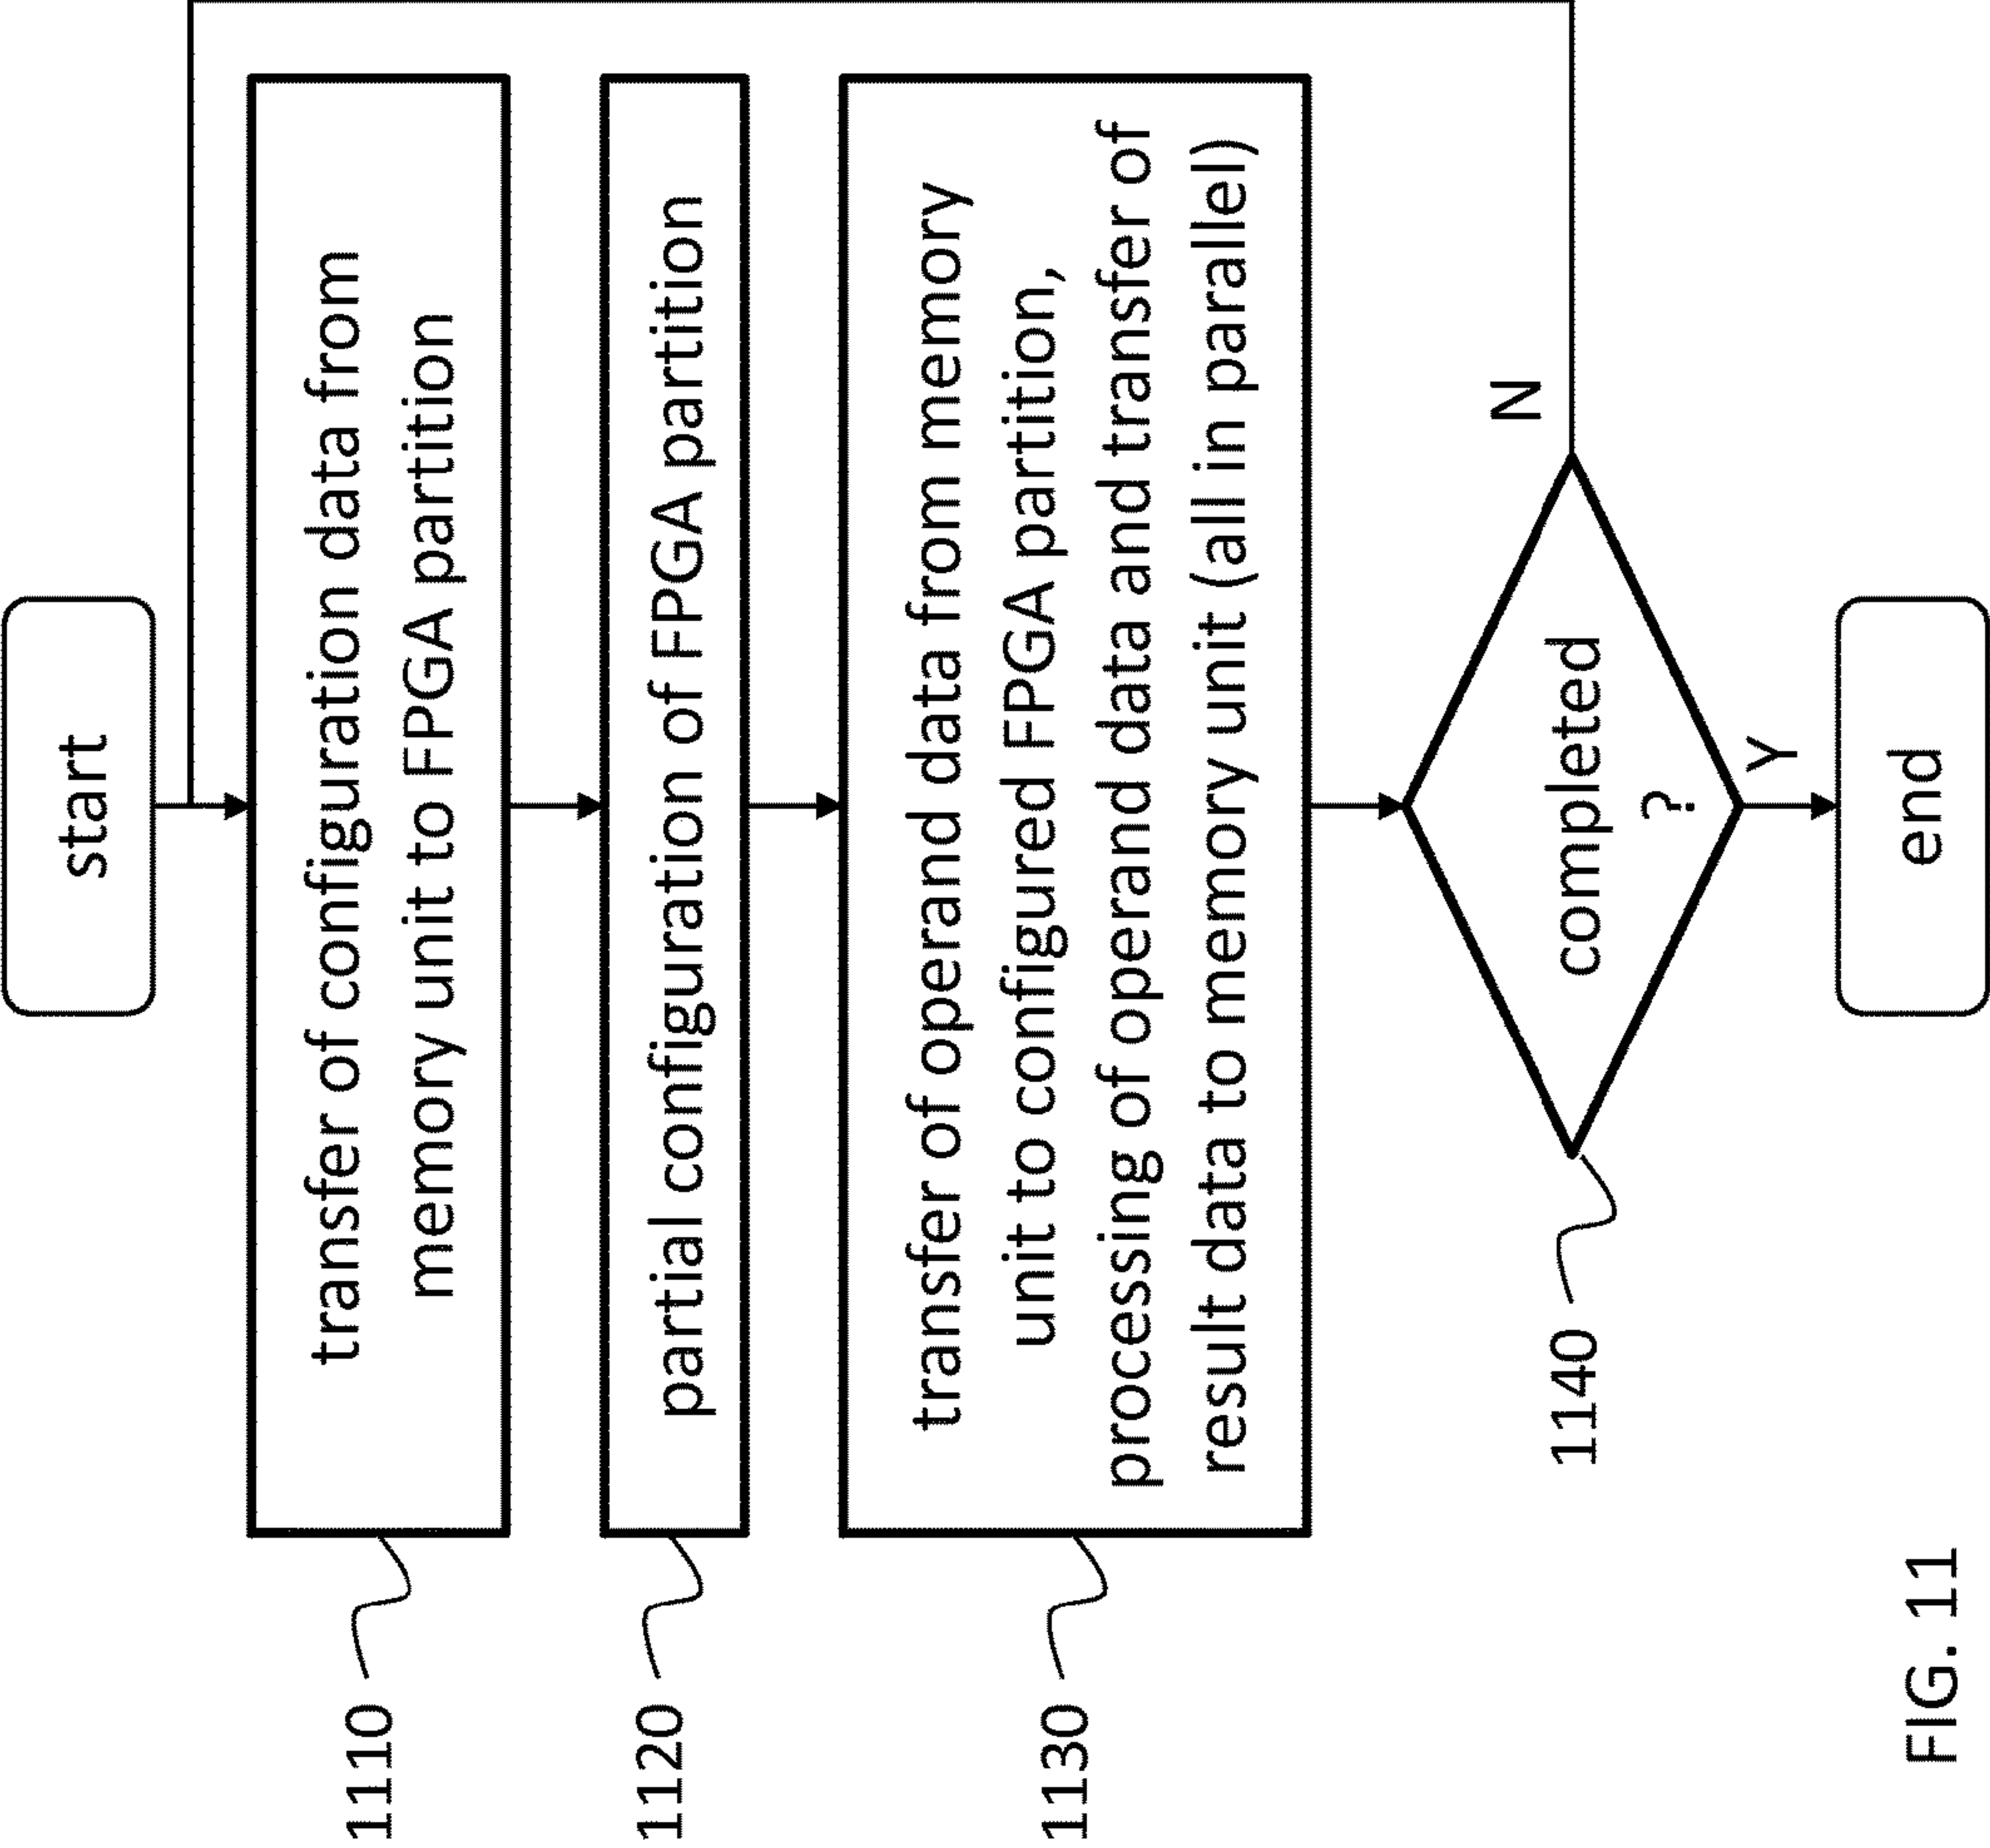 start
1110
transfer of configuration data from
memory unit to FPGA partition
1120
partial configuration of FPGA partition
1130
transfer of operand data from memory
unit to configured FPGA partition,
processing of operand data and transfer of
result data to memory unit (all in parallel)
1140
completed
?
N
Y
end
FIG. 11